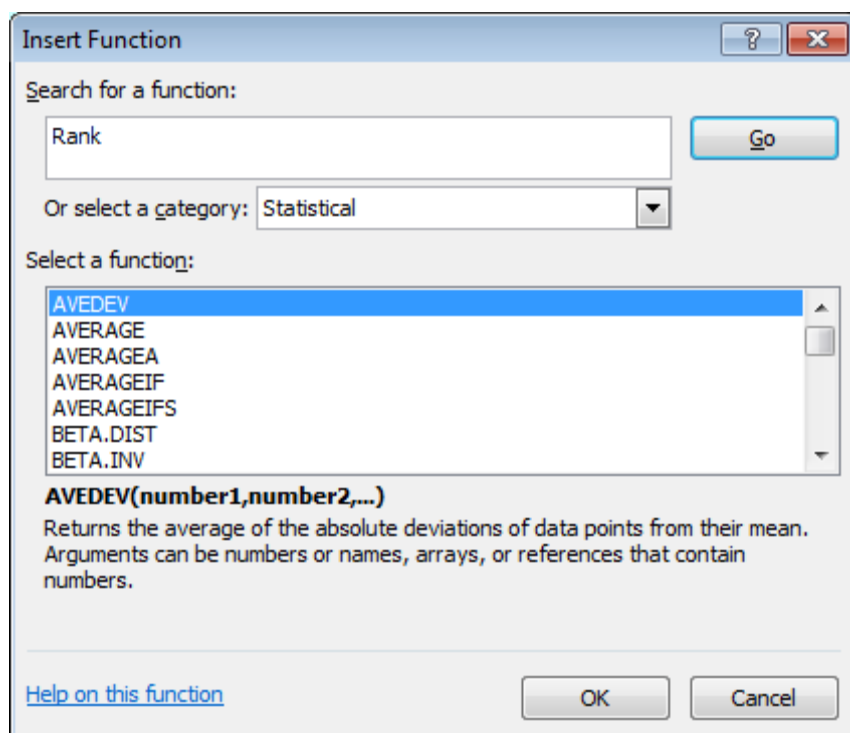 Insert Function
Search for a function:
Rank
Go
Or select a category: Statistical
Select a function:
AVEDEV
AVERAGE
AVERAGEA
AVERAGEIF
AVERAGEIFS
BETA.DIST
BETA.INV
AVEDEV(number1,number2,...)
Returns the average of the absolute deviations of data points from their mean.
Arguments can be numbers or names, arrays, or references that contain
numbers.
Help on this function
OK
Cancel